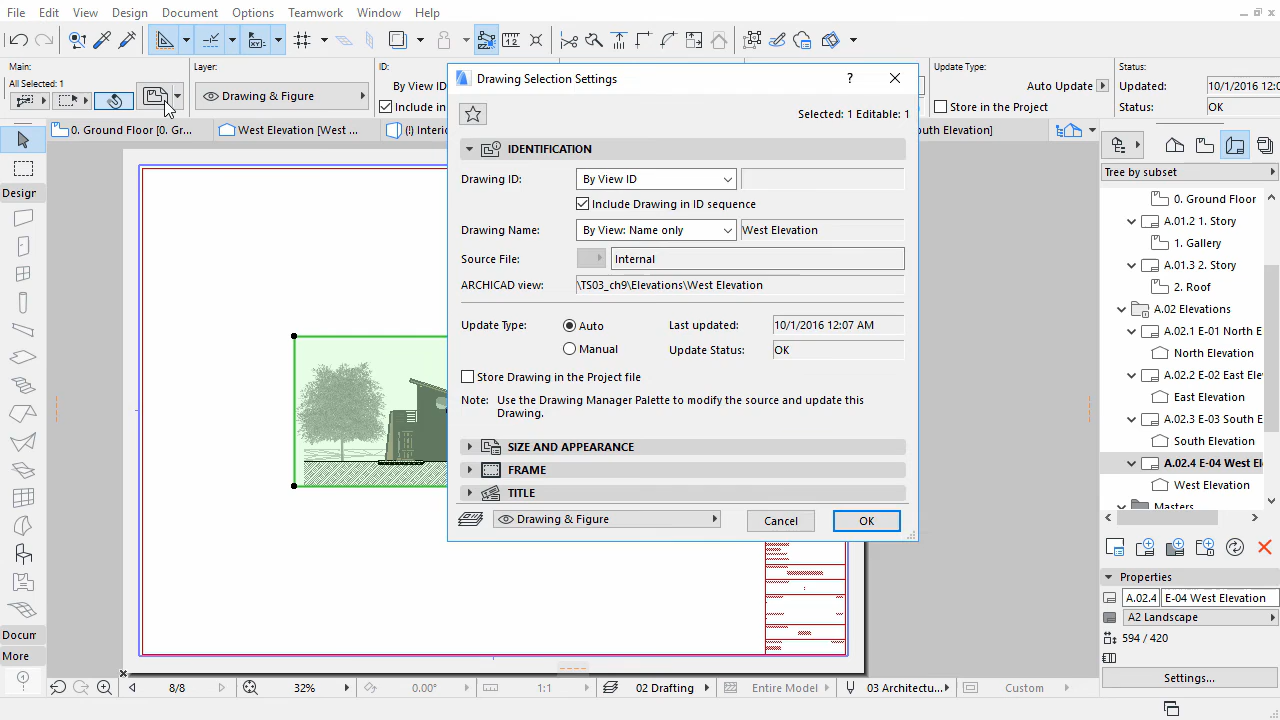 File Edit View Design Document Options Teamwork Window Help
Main:
All Selected: 1
Layer:
Drawing & Figure
ID:
By View ID
Include in
Update Type:
Auto Update
Store in the Project
Status:
Updated: 10/1/2016 12:0
Status: OK
0. Ground Floor [0. Gr...
West Elevation [West ...
(!) Interi
outh Elevation]
Design
Docum
More
Drawing Selection Settings
?
Selected: 1 Editable: 1
IDENTIFICATION
Drawing ID: By View ID
Include Drawing in ID sequence
Drawing Name: By View: Name only West Elevation
Source File: Internal
ARCHICAD view: \TS03_ch9\Elevations\West Elevation
Update Type: Auto Last updated: 10/1/2016 12:07 AM
Manual Update Status: OK
Store Drawing in the Project file
Note: Use the Drawing Manager Palette to modify the source and update this
Drawing.
SIZE AND APPEARANCE
FRAME
TITLE
Drawing & Figure Cancel OK
Tree by subset
0. Ground Floor
A.01.2 1. Story
1. Gallery
A.01.3 2. Story
2. Roof
A.02 Elevations
A.02.1 E-01 North E
North Elevation
A.02.2 E-02 East Ele
East Elevation
A.02.3 E-03 South E
South Elevation
A.02.4 E-04 West El
West Elevation
Masters
Properties
A.02.4 E-04 West Elevation
A2 Landscape
594 / 420
Settings...
8/8 32% 0.00° 1:1 02 Drafting Entire Model 03 Architectu... Custom